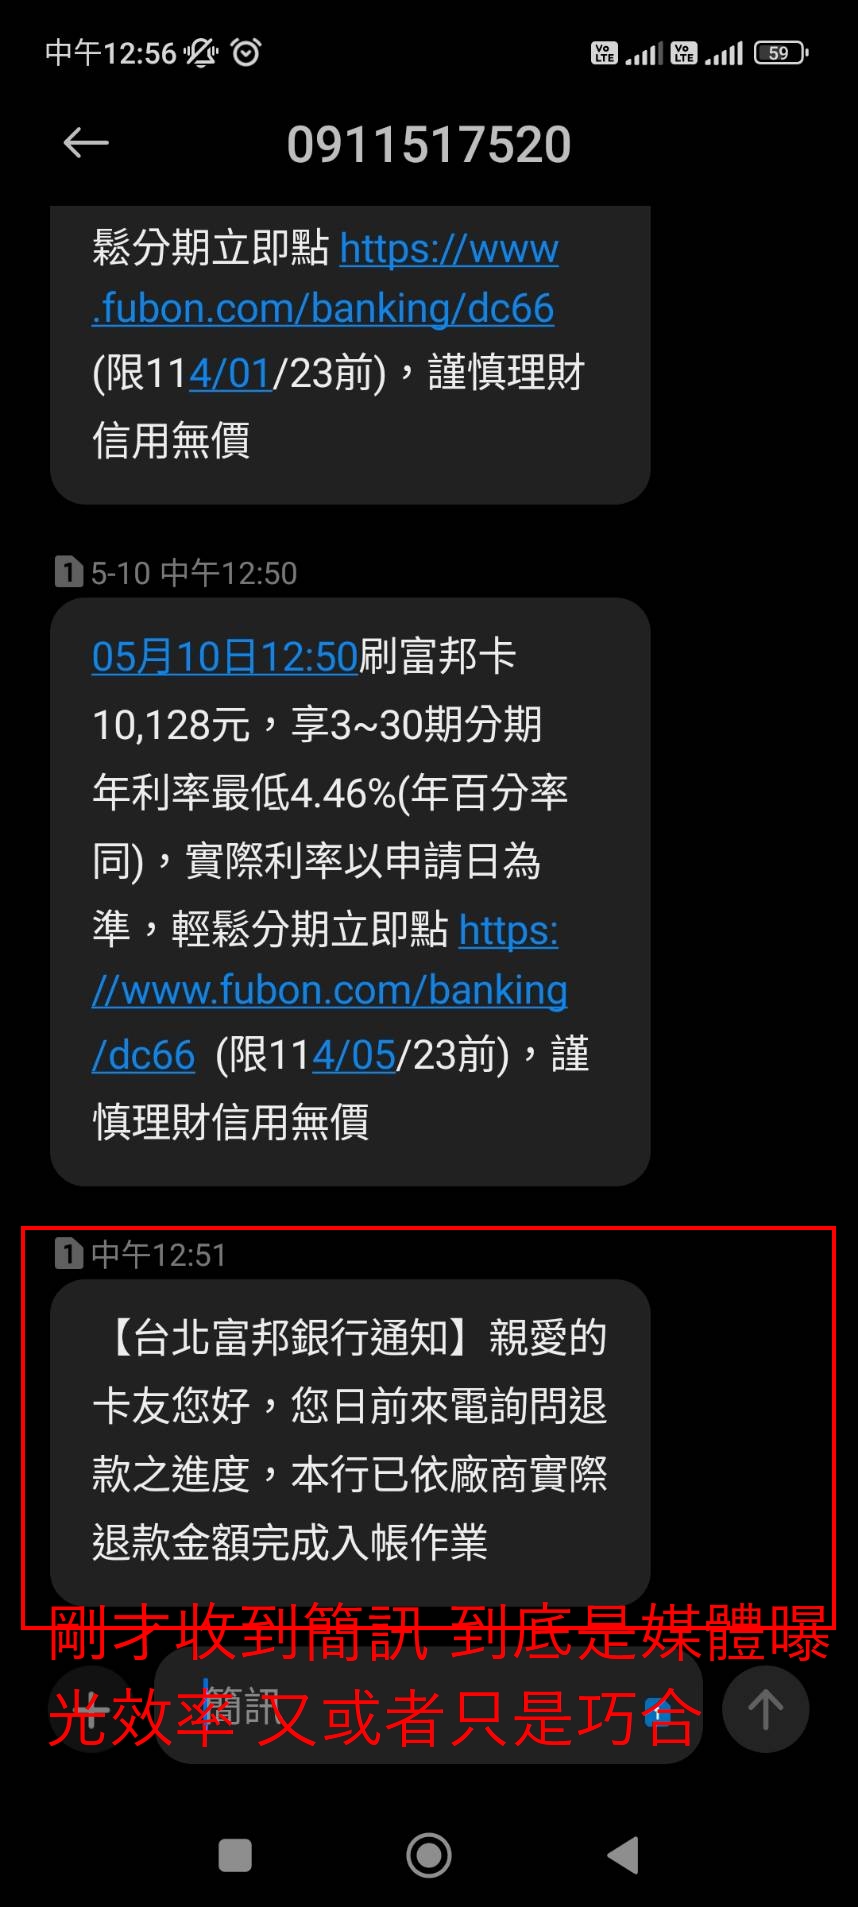 中午12:56
59
0911517520
鬆分期立即點 https://www
.fubon.com/banking/dc66
(限114/01/23前)，謹慎理財
信用無價
1 5-10 中午12:50
05月10日12:50刷富邦卡
10,128元，享3~30期分期
年利率最低4.46%(年百分率
同)，實際利率以申請日為
準，輕鬆分期立即點 https:
//www.fubon.com/banking
/dc66 (限114/05/23前)，謹
慎理財信用無價
1 中午12:51
【台北富邦銀行通知】親愛的
卡友您好，您日前來電詢問退
款之進度，本行已依廠商實際
退款金額完成入帳作業
剛才收到簡訊 到底是媒體曝
光效率 又或者只是巧合
簡訊
1